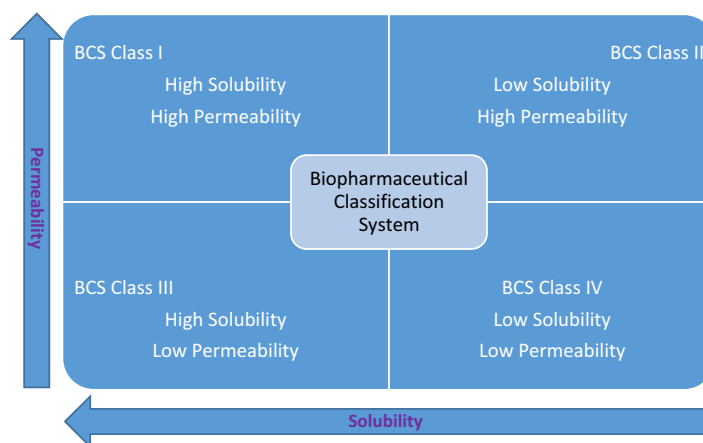 BCS Class I
High Solubility
High Permeability
BCS Class II
Low Solubility
High Permeability
Permeability
Biopharmaceutical
Classification
System
BCS Class III
High Solubility
Low Permeability
BCS Class IV
Low Solubility
Low Permeability
Solubility